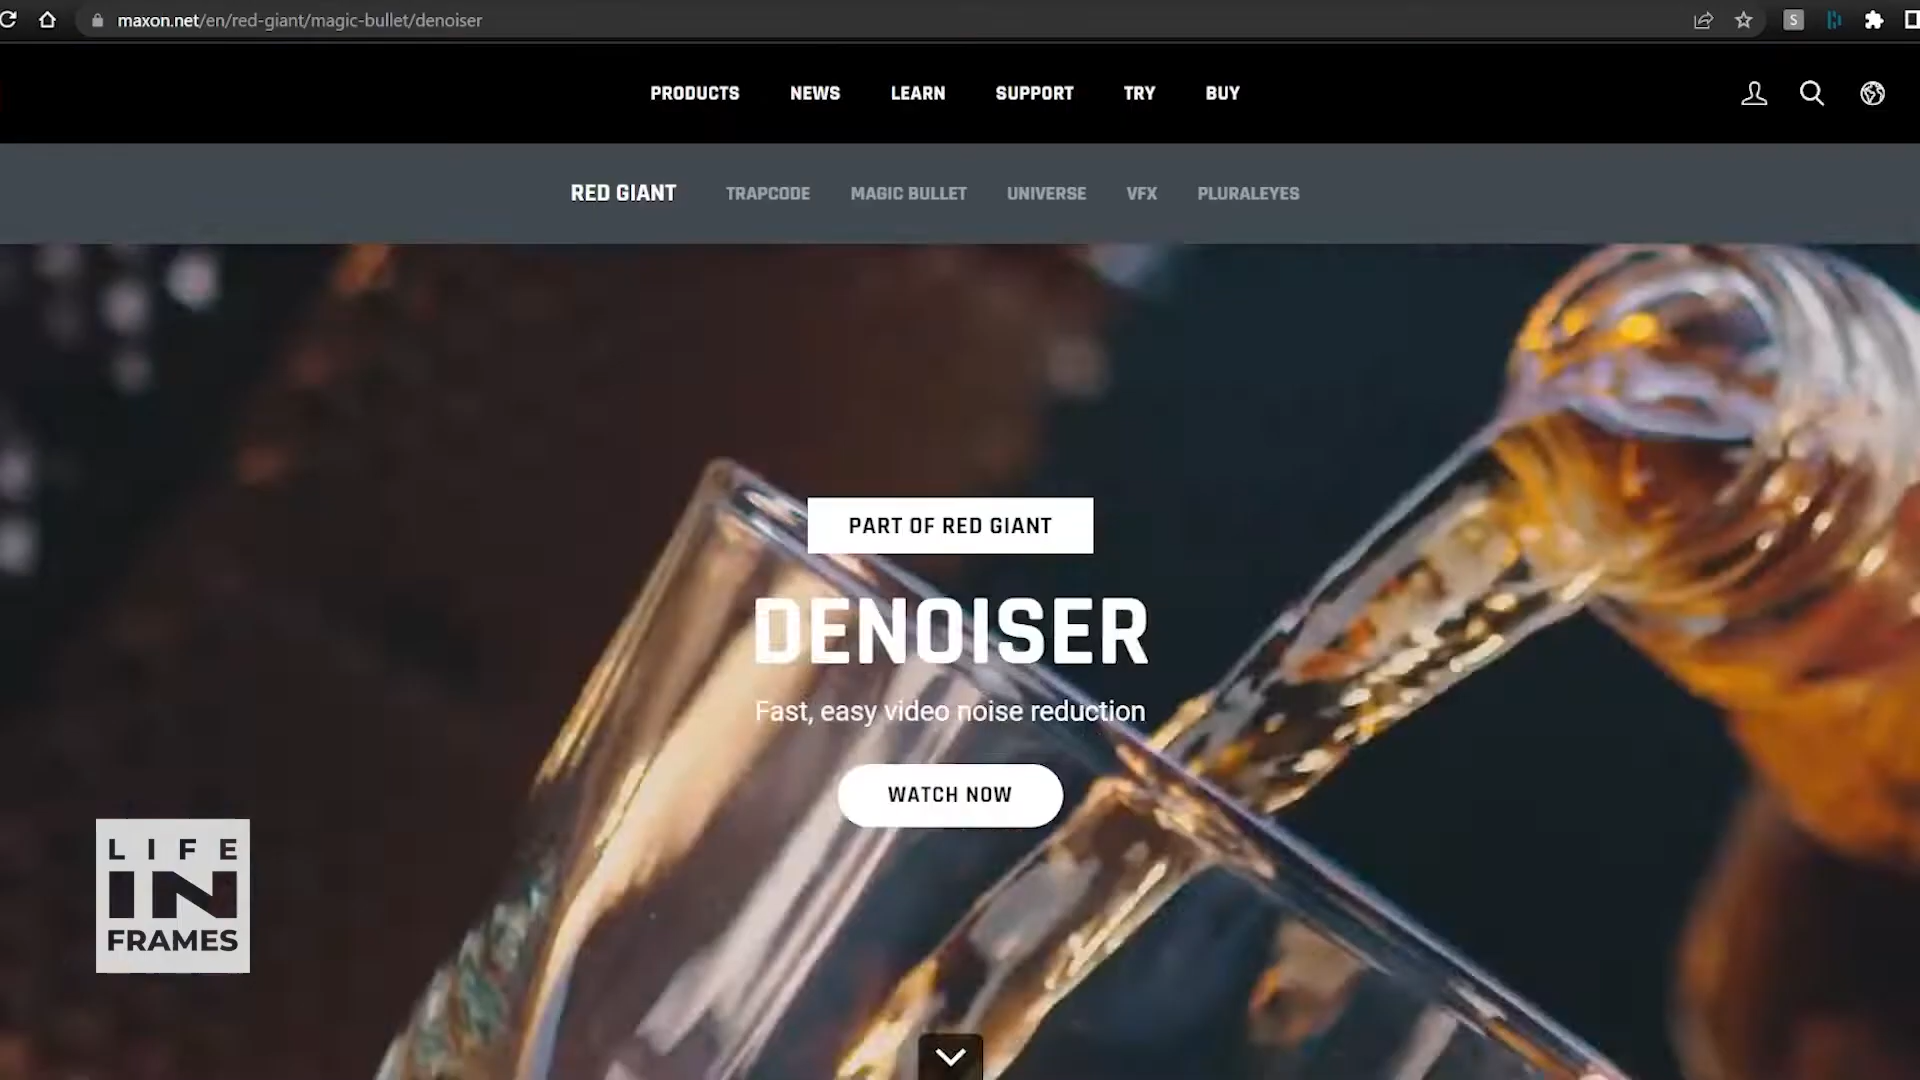 maxon.net/en/red-giant/magic-bullet/denoiser
S
PRODUCTS NEWS LEARN SUPPORT TRY BUY
RED GIANT TRAPCODE MAGIC BULLET UNIVERSE VFX PLURALEYES
PART OF RED GIANT
DENOISER
Fast, easy video noise reduction
WATCH NOW
LIFE
IN
FRAMES